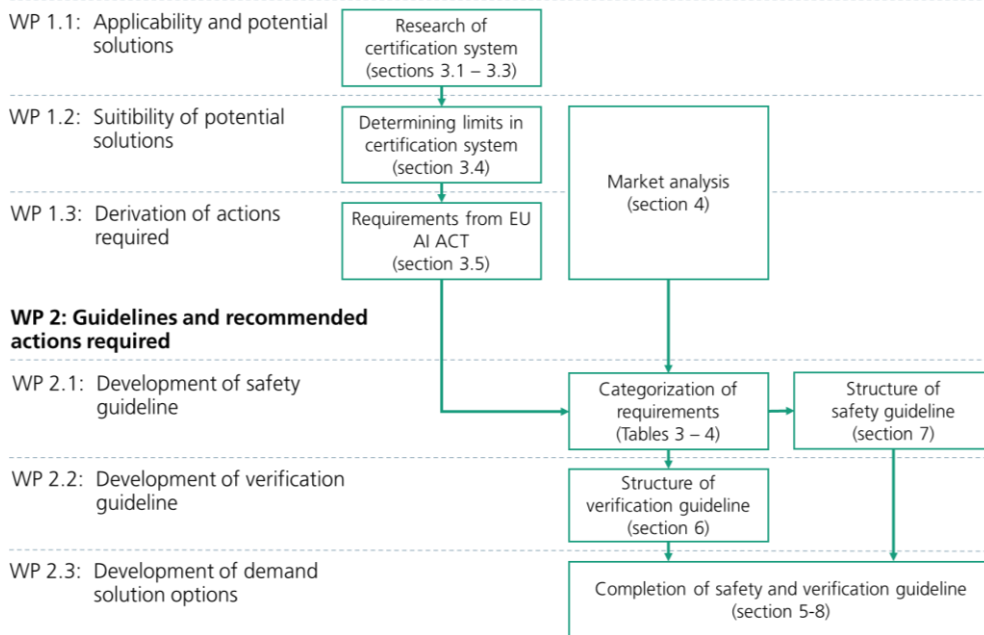 WP 1.1: Applicability and potential
solutions
Research of
certification system
(sections 3.1 – 3.3)
WP 1.2: Suitibility of potential
solutions
Determining limits in
certification system
(section 3.4)
Market analysis
(section 4)
WP 1.3: Derivation of actions
required
Requirements from EU
AI ACT
(section 3.5)
WP 2: Guidelines and recommended
actions required
WP 2.1: Development of safety
guideline
Categorization of
requirements
(Tables 3 – 4)
Structure of
safety guideline
(section 7)
WP 2.2: Development of verification
guideline
Structure of
verification guideline
(section 6)
WP 2.3: Development of demand
solution options
Completion of safety and verification guideline
(section 5-8)